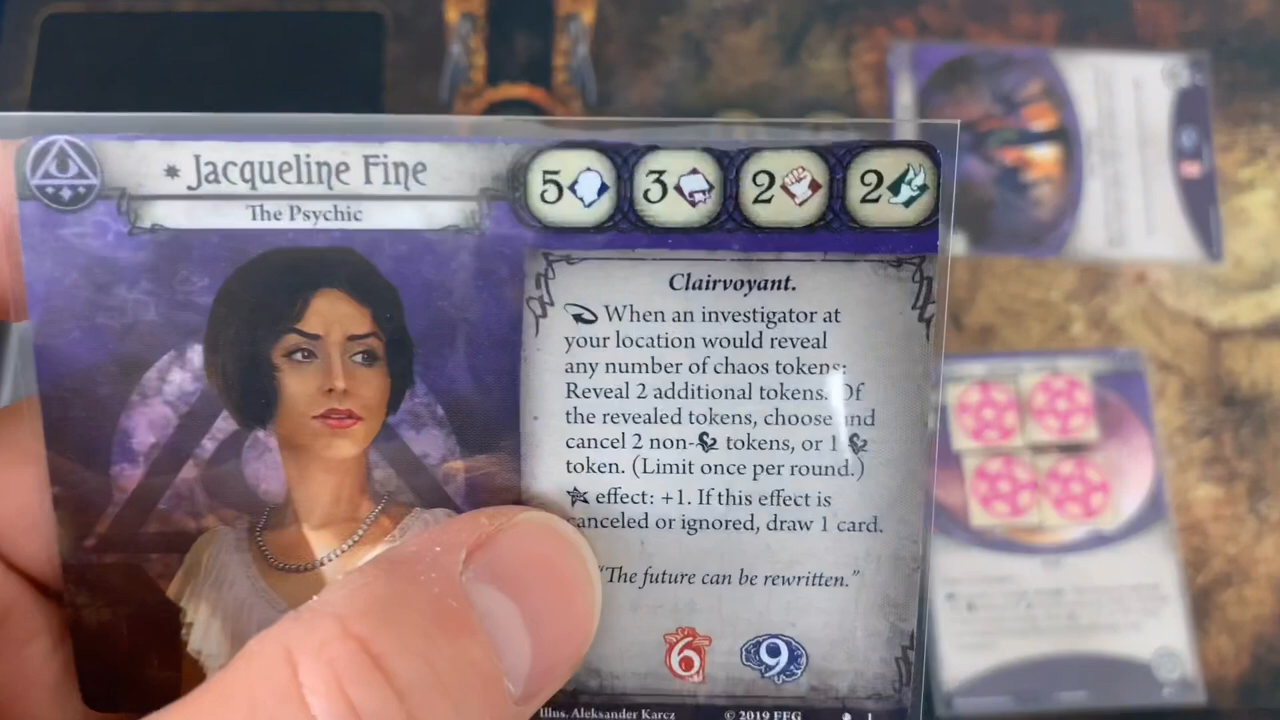 Jacqueline Fine
5 3 2 2
The Psychic
Clairvoyant.
When an investigator at
your location would reveal
any number of chaos tokens:
Reveal 2 additional tokens. Of
the revealed tokens, choose and
cancel 2 non- tokens, or 1
token. (Limit once per round.)
effect: +1. If this effect is
canceled or ignored, draw 1 card.
"The future can be rewritten."
6 9
Illus. Aleksander Karcz © 2019 FFG 1